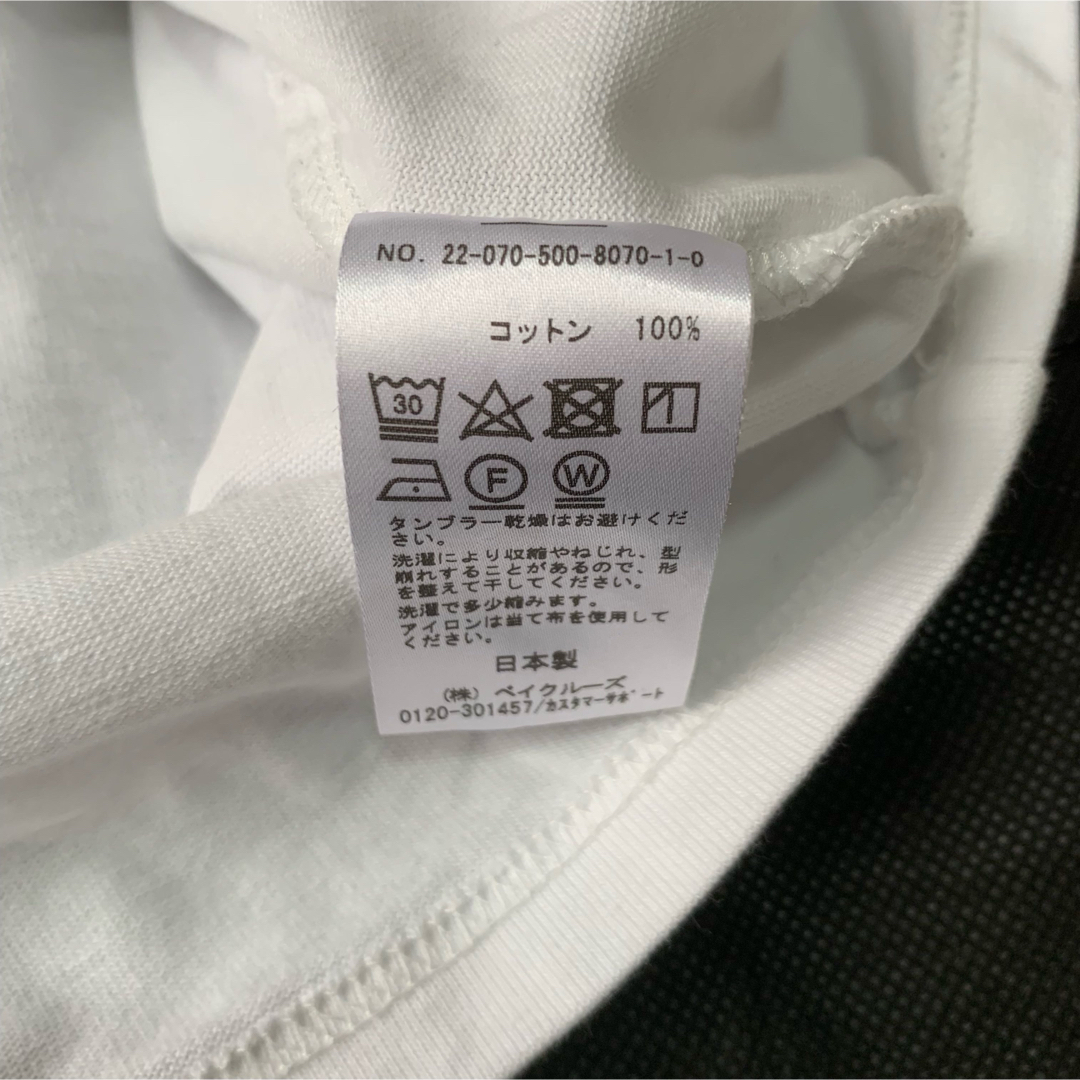 NO. 22-070-500-8070-1-0
コットン 100%
30
F
W
タンブラー乾燥はお避けくだ
さい。
洗濯により収縮やねじれ、型
崩れすることがあるので、形
を整えて干してください。
洗濯で多少縮みます。
アイロンは当て布を使用して
ください。
日本製
(株) ベイクルーズ
0120-301457/カスタマーサポート